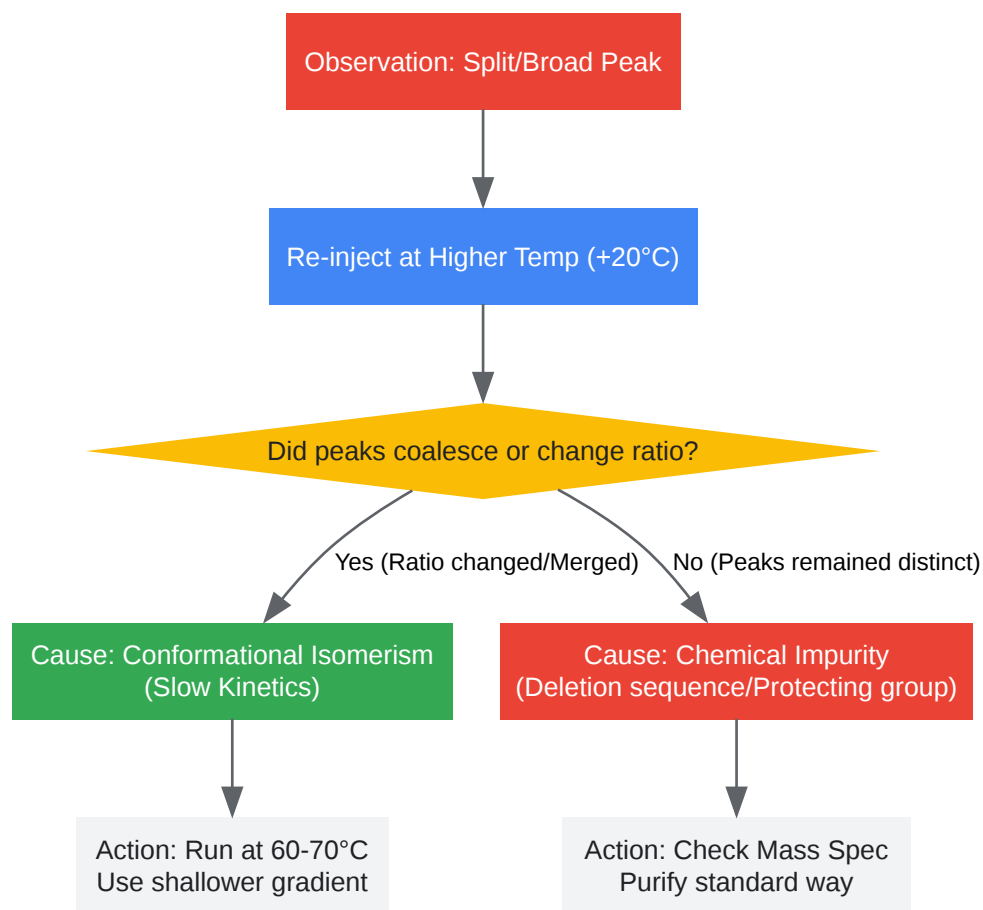 Observation: Split/Broad Peak
Re-inject at Higher Temp (+20°C)
Did peaks coalesce or change ratio?
Yes (Ratio changed/Merged)
No (Peaks remained distinct)
Cause: Conformational Isomerism
(Slow Kinetics)
Cause: Chemical Impurity
(Deletion sequence/Protecting group)
Action: Run at 60-70°C
Use shallower gradient
Action: Check Mass Spec
Purify standard way